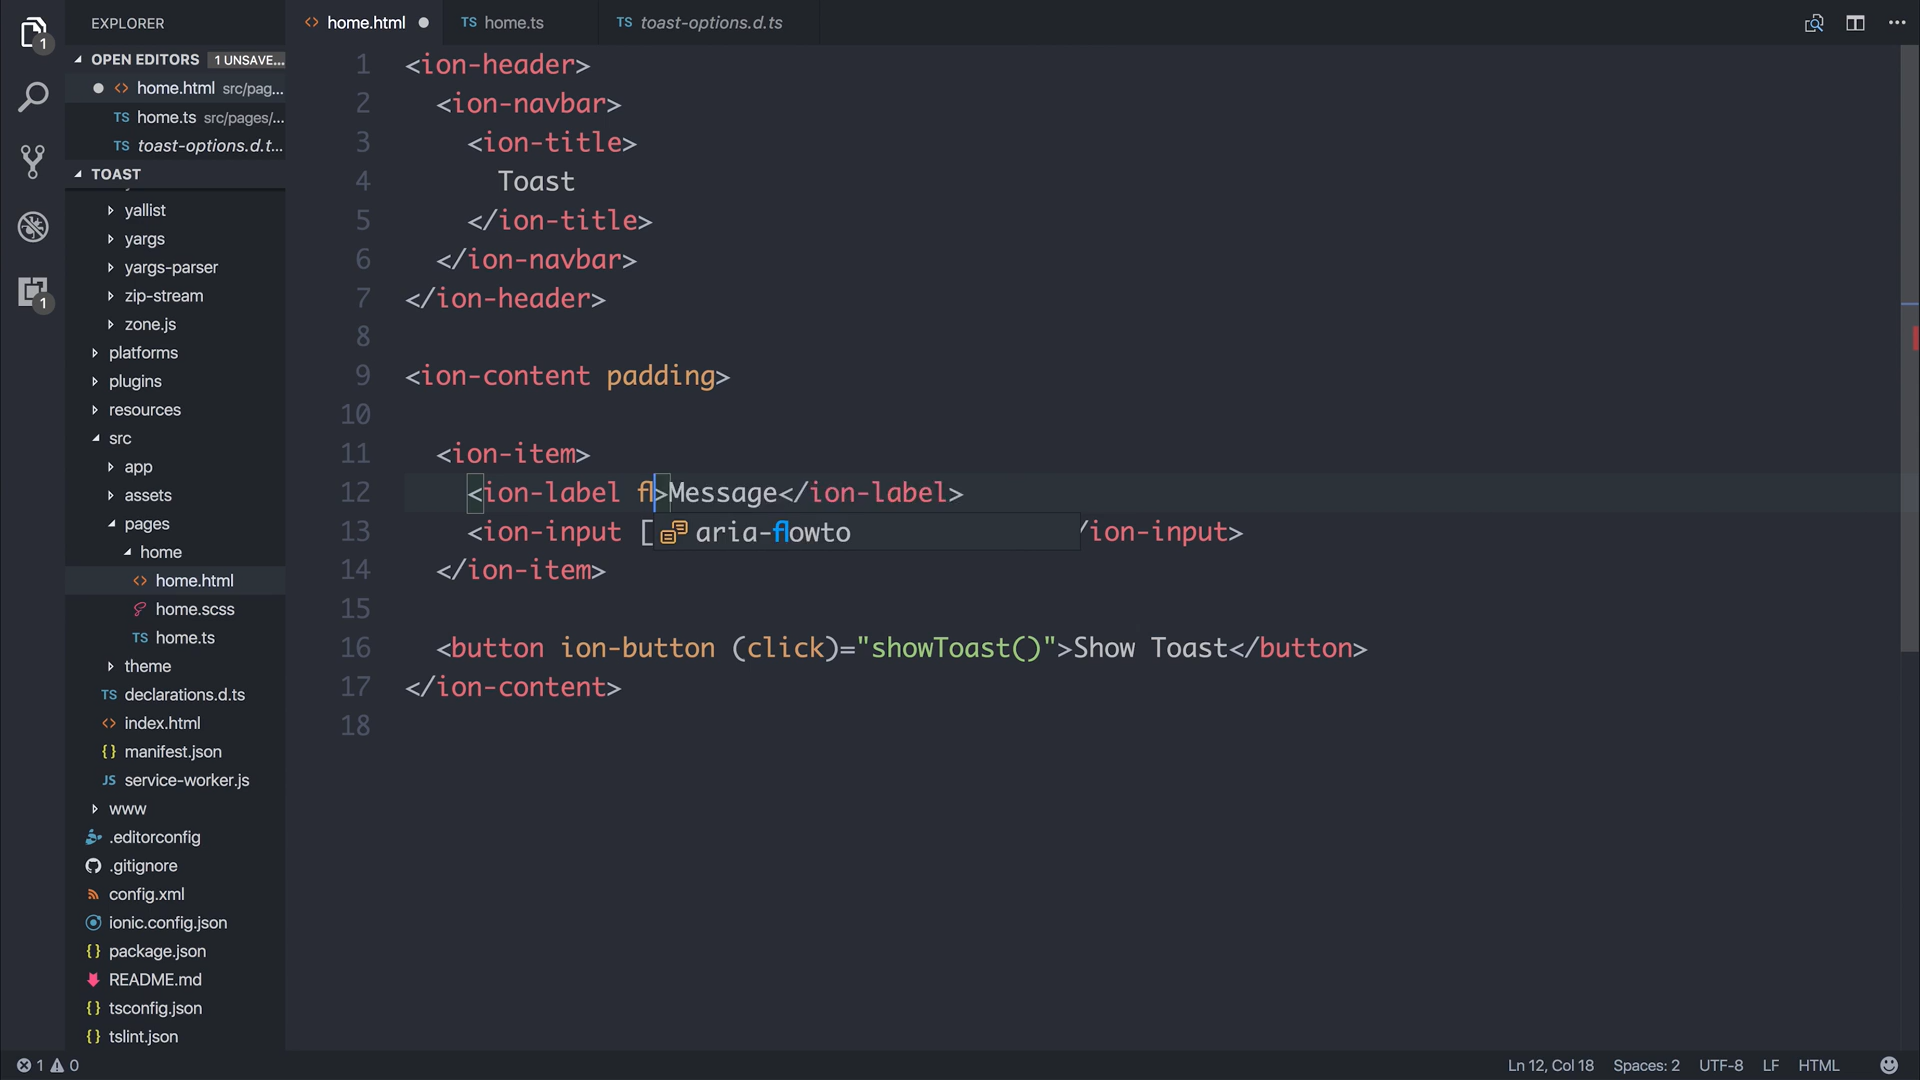 EXPLORER
OPEN EDITORS 1 UNSAVE...
home.html src/pag...
TS home.ts src/pages/...
TS toast-options.d.t...
TOAST
yallist
yargs
yargs-parser
zip-stream
zone.js
platforms
plugins
resources
src
app
assets
pages
home
<> home.html
home.scss
TS home.ts
theme
TS declarations.d.ts
<> index.html
{} manifest.json
JS service-worker.js
www
.editorconfig
.gitignore
config.xml
ionic.config.json
{} package.json
README.md
{} tsconfig.json
{} tslint.json
1
1
<> home.html
TS home.ts
TS toast-options.d.ts
1 <ion-header>
2 <ion-navbar>
3 <ion-title>
4 Toast
5 </ion-title>
6 </ion-navbar>
7 </ion-header>
8
9 <ion-content padding>
10
11 <ion-item>
12 <ion-label fl>Message</ion-label>
13 <ion-input [ aria-flowto /ion-input>
14 </ion-item>
15
16 <button ion-button (click)="showToast()">Show Toast</button>
17 </ion-content>
18
1 0
Ln 12, Col 18 Spaces: 2 UTF-8 LF HTML